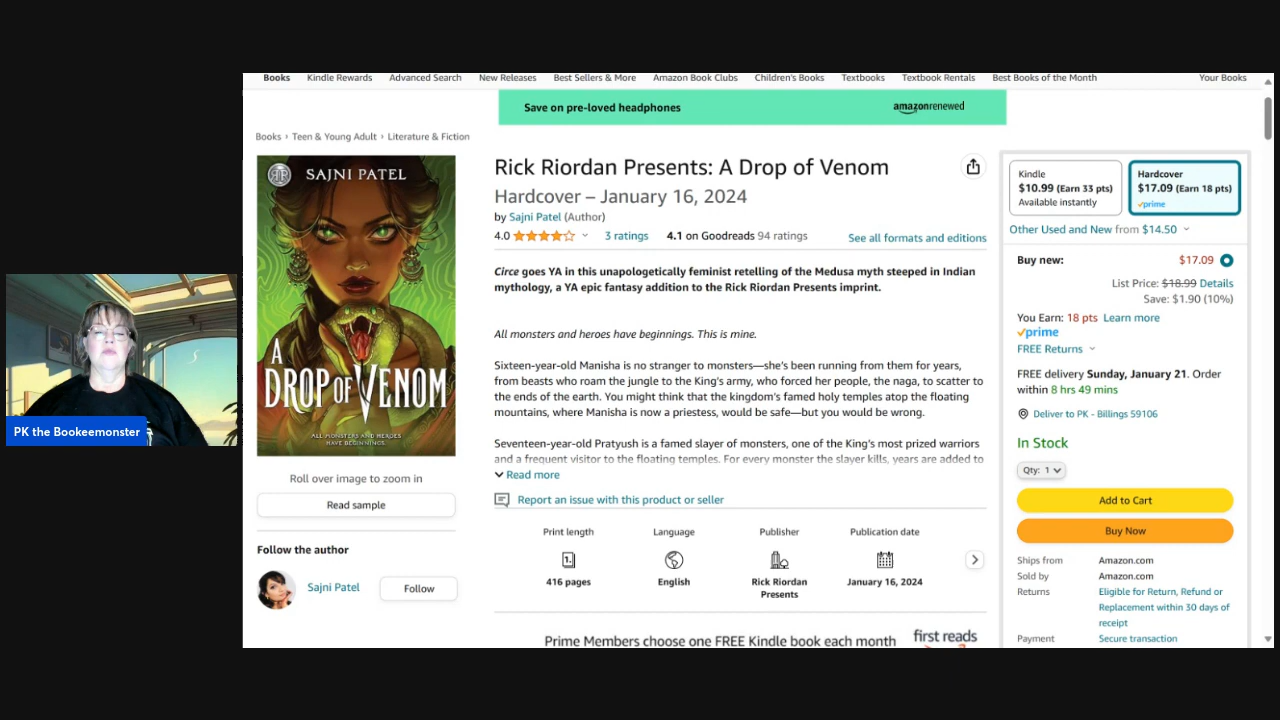 Books Kindle Rewards Advanced Search New Releases Best Sellers & More Amazon Book Clubs Children's Books Textbooks Textbook Rentals Best Books of the Month Your Books
Save on pre-loved headphones amazonrenewed
Books › Teen & Young Adult › Literature & Fiction
RR SAJNI PATEL
A
DROP OF VENOM
ALL MONSTERS AND HEROES
HAVE BEGINNINGS.
Roll over image to zoom in
Read sample
Follow the author
Sajni Patel Follow
Rick Riordan Presents: A Drop of Venom
Hardcover – January 16, 2024
by Sajni Patel (Author)
4.0 3 ratings 4.1 on Goodreads 94 ratings
See all formats and editions
Circe goes YA in this unapologetically feminist retelling of the Medusa myth steeped in Indian
mythology, a YA epic fantasy addition to the Rick Riordan Presents imprint.
All monsters and heroes have beginnings. This is mine.
Sixteen-year-old Manisha is no stranger to monsters—she's been running from them for years,
from beasts who roam the jungle to the King's army, who forced her people, the naga, to scatter to
the ends of the earth. You might think that the kingdom's famed holy temples atop the floating
mountains, where Manisha is now a priestess, would be safe—but you would be wrong.
Seventeen-year-old Pratyush is a famed slayer of monsters, one of the King's most prized warriors
and a frequent visitor to the floating temples. For every monster the slayer kills, years are added to
Read more
Report an issue with this product or seller
Print length Language Publisher Publication date
1.
416 pages English Rick Riordan January 16, 2024
Presents
Prime Members choose one FREE Kindle book each month first reads
Kindle
$10.99 (Earn 33 pts)
Available instantly
Hardcover
$17.09 (Earn 18 pts)
prime
Other Used and New from $14.50
Buy new: $17.09
List Price: $18.99 Details
Save: $1.90 (10%)
You Earn: 18 pts Learn more
prime
FREE Returns
FREE delivery Sunday, January 21. Order
within 8 hrs 49 mins
Deliver to PK - Billings 59106
In Stock
Qty: 1
Add to Cart
Buy Now
Ships from Amazon.com
Sold by Amazon.com
Returns Eligible for Return, Refund or
Replacement within 30 days of
receipt
Payment Secure transaction
PK the Bookeemonster